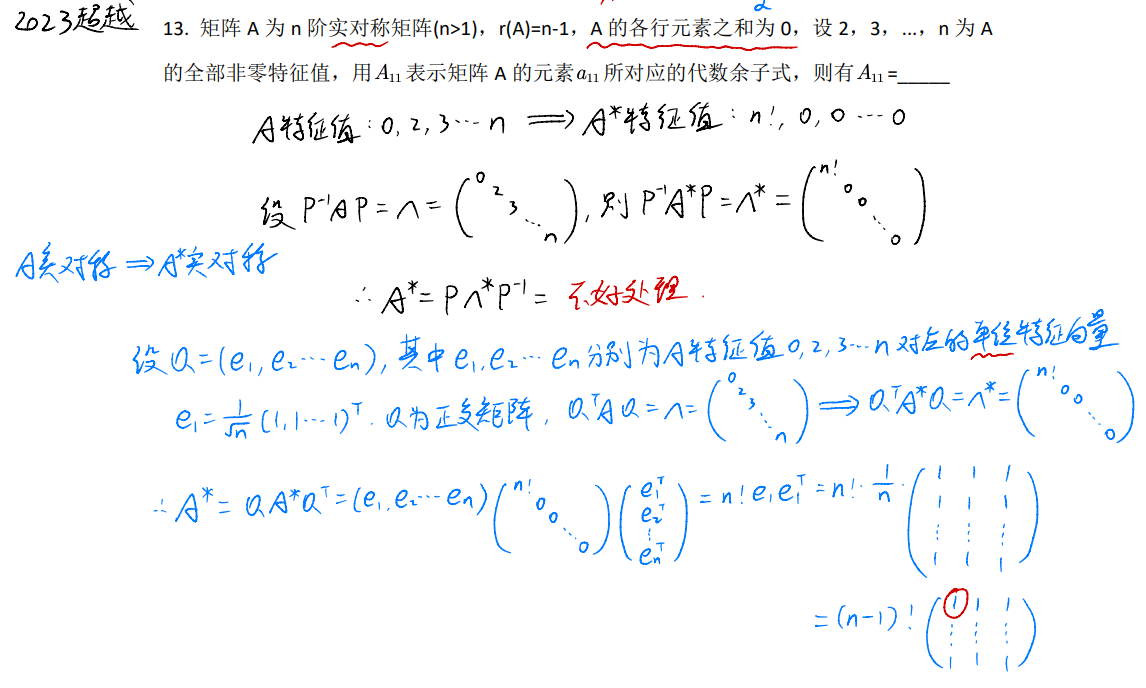 2023超越
13. 矩阵 A 为 n 阶实对称矩阵(n>1)，r(A)=n-1，A 的各行元素之和为 0，设 2，3，...，n 为 A
的全部非零特征值，用 A₁₁ 表示矩阵 A 的元素 a₁₁ 所对应的代数余子式，则有 A₁₁ =_____
A特征值: 0, 2, 3 ⋯ n ⟹ A*特征值: n!, 0, 0 ⋯ 0
设 P⁻¹AP = Λ = (0 2 3 ⋱ n), 则 P⁻¹A*P = Λ* = (n! 0 0 ⋱ 0)
A实对称 ⟹ A*实对称
∴ A* = PΛ*P⁻¹ = 不好处理.
设 Q = (e₁, e₂ ⋯ eₙ), 其中 e₁, e₂ ⋯ eₙ 分别为A特征值 0, 2, 3 ⋯ n 对应的单位特征向量
e₁ = 1/√n (1, 1 ⋯ 1)ᵀ. Q为正交矩阵, QᵀAQ = Λ = (0 2 3 ⋱ n) ⟹ QᵀA*Q = Λ* = (n! 0 0 ⋱ 0)
∴ A* = QA*Qᵀ = (e₁, e₂ ⋯ eₙ) (n! 0 0 ⋱ 0) (e₁ᵀ e₂ᵀ ⋮ eₙᵀ) = n! e₁e₁ᵀ = n! · 1/n · (1 1 1 1 1 1 ⋮ ⋮ ⋮ 1 1 1)
= (n-1)! (1 1 1 ⋮ ⋮ ⋮ 1 1 1)